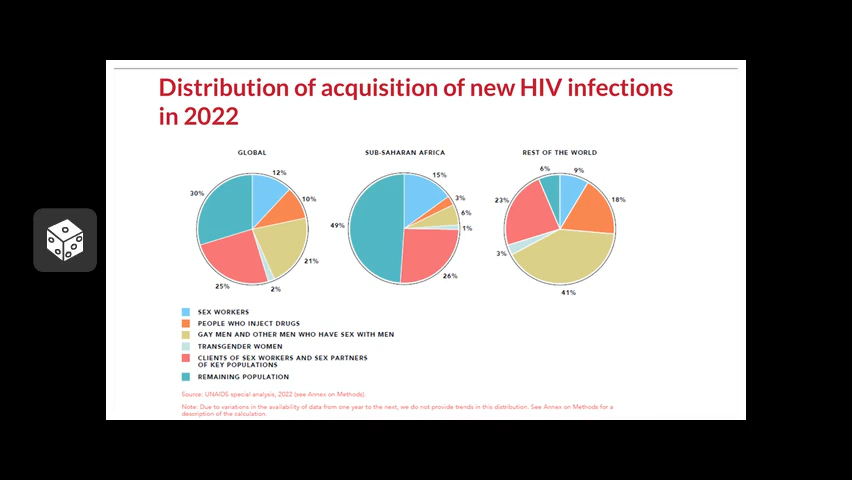 Distribution of acquisition of new HIV infections
in 2022
GLOBAL
SUB-SAHARAN AFRICA
REST OF THE WORLD
12%
10%
21%
2%
25%
30%
15%
3%
6%
1%
26%
49%
9%
18%
41%
3%
23%
6%
SEX WORKERS
PEOPLE WHO INJECT DRUGS
GAY MEN AND OTHER MEN WHO HAVE SEX WITH MEN
TRANSGENDER WOMEN
CLIENTS OF SEX WORKERS AND SEX PARTNERS
OF KEY POPULATIONS
REMAINING POPULATION
Source: UNAIDS special analysis, 2022 (see Annex on Methods).
Note: Due to variations in the availability of data from one year to the next, we do not provide trends in this distribution. See Annex on Methods for a
description of the calculation.